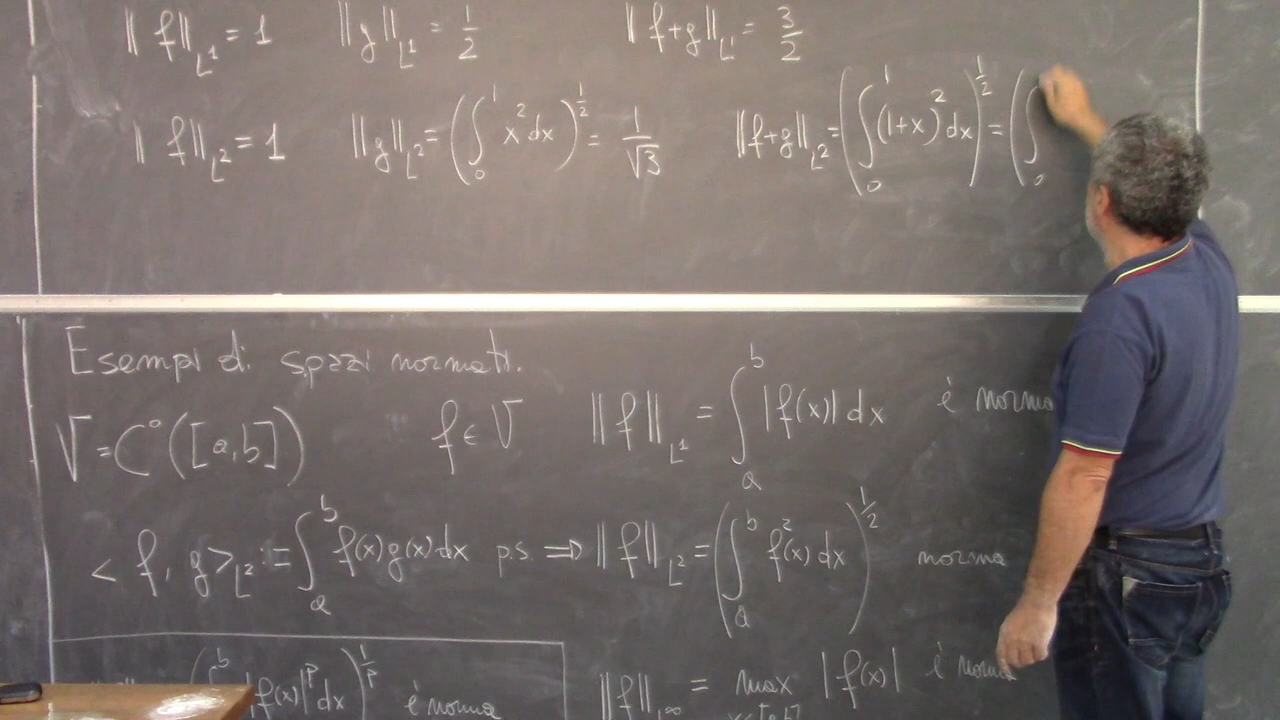 ‖f‖_{L¹} = 1   ‖g‖_{L¹} = 1/2   ‖f+g‖_{L¹} = 3/2
‖f‖_{L²} = 1   ‖g‖_{L²} = (∫₀¹ x² dx)^{1/2} = 1/√3   ‖f+g‖_{L²} = (∫₀¹ (1+x)² dx)^{1/2} = (∫₀
Esempi di spazi normati.
V = C⁰([a,b])   f ∈ V   ‖f‖_{L¹} = ∫ₐᵇ |f(x)| dx   è norma
<f, g>_{L²} := ∫ₐᵇ f(x)g(x) dx   p.s. ⇒ ‖f‖_{L²} = (∫ₐᵇ f²(x) dx)^{1/2}   norma
(∫ᵇ |f(x)|^p dx)^{1/p}   è norma   ‖f‖_{L∞} = max |f(x)|   è norma